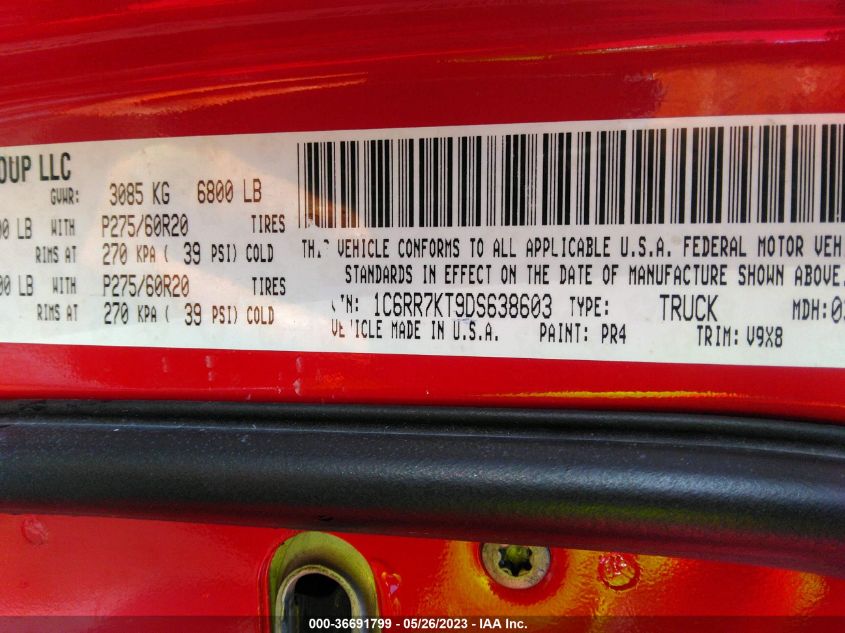 OUP LLC
GVWR: 3085 KG 6800 LB
00 LB WITH P275/60R20 TIRES
RIMS AT 270 KPA ( 39 PSI) COLD
00 LB WITH P275/60R20 TIRES
RIMS AT 270 KPA ( 39 PSI) COLD
VEHICLE CONFORMS TO ALL APPLICABLE U.S.A. FEDERAL MOTOR VEH
STANDARDS IN EFFECT ON THE DATE OF MANUFACTURE SHOWN ABOVE.
1C6RR7KT9DS638603 TYPE: TRUCK MDH: 03
VEHICLE MADE IN U.S.A. PAINT: PR4 TRIM: V9X8
000-36691799 — 05/26/2023 — IAA Inc.